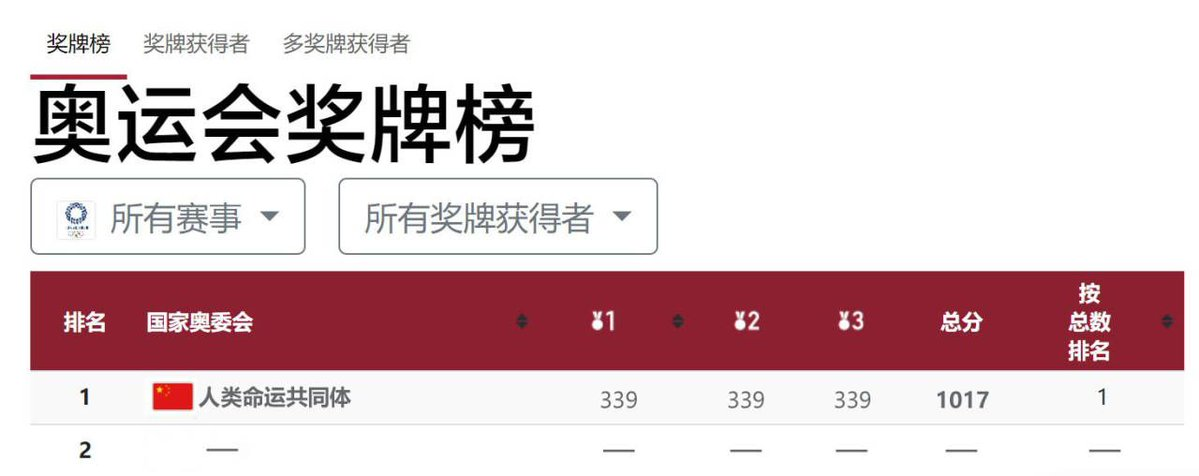 奖牌榜 奖牌获得者 多奖牌获得者
奥运会奖牌榜
所有赛事 所有奖牌获得者
排名 国家奥委会 1 2 3 总分 按
总数
排名
1 人类命运共同体 339 339 339 1017 1
2 — — — — — —